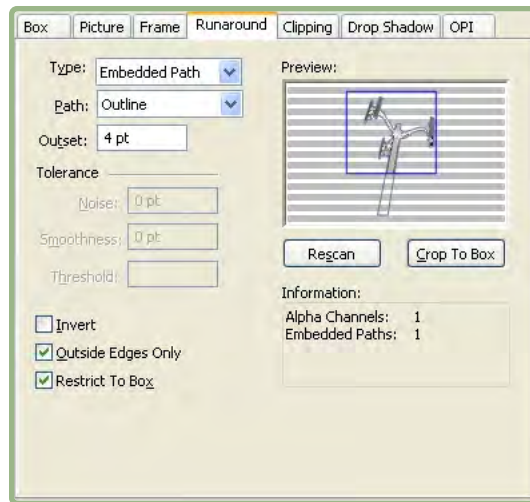 Box Picture Frame Runaround Clipping Drop Shadow OPI
Type: Embedded Path
Path: Outline
Outset: 4 pt
Tolerance
Noise: 0 pt
Smoothness: 0 pt
Threshold:
Invert
Outside Edges Only
Restrict To Box
Preview:
Rescan Crop To Box
Information:
Alpha Channels: 1
Embedded Paths: 1